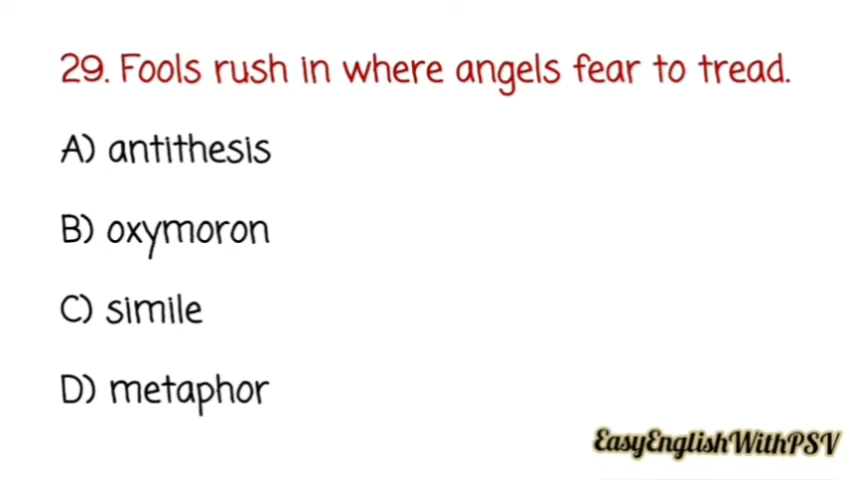 29. Fools rush in where angels fear to tread.
A) antithesis
B) oxymoron
C) simile
D) metaphor
EasyEnglishWithPSV